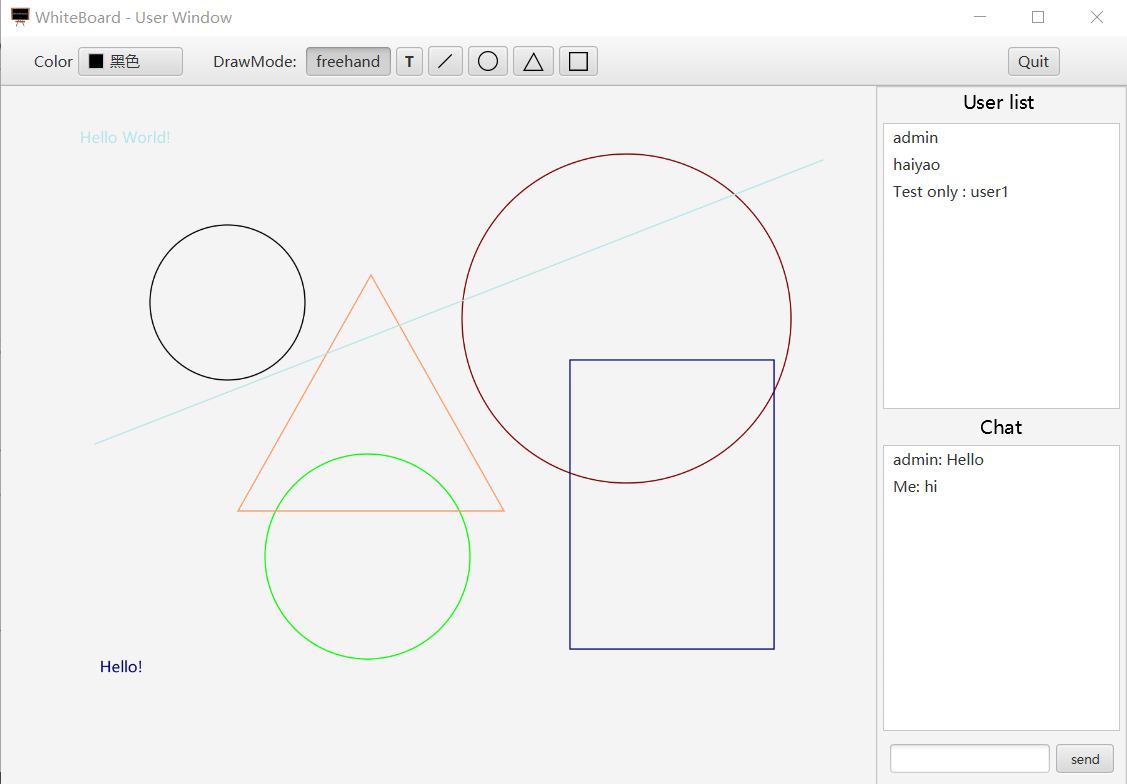 WhiteBoard - User Window
Color 黑色 DrawMode: freehand T Quit
Hello World!
Hello!
User list
admin
haiyao
Test only : user1
Chat
admin: Hello
Me: hi
send